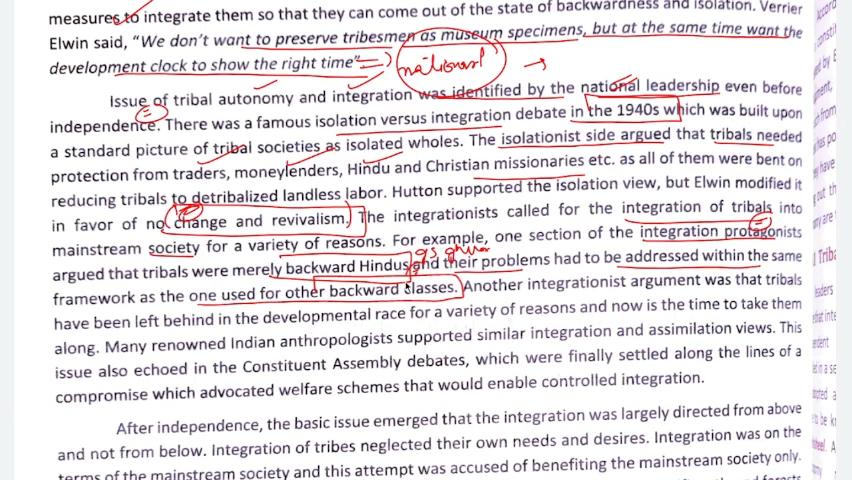 measures to integrate them so that they can come out of the state of backwardness and isolation. Verrier
Elwin said, "We don't want to preserve tribesmen as museum specimens, but at the same time want the
development clock to show the right time"
national
Issue of tribal autonomy and integration was identified by the national leadership even before
independence. There was a famous isolation versus integration debate in the 1940s which was built upon
a standard picture of tribal societies as isolated wholes. The isolationist side argued that tribals needed
protection from traders, moneylenders, Hindu and Christian missionaries etc. as all of them were bent on
reducing tribals to detribalized landless labor. Hutton supported the isolation view, but Elwin modified it
in favor of no change and revivalism. The integrationists called for the integration of tribals into
mainstream society for a variety of reasons. For example, one section of the integration protagonists
argued that tribals were merely backward Hindus and their problems had to be addressed within the same
framework as the one used for other backward classes. Another integrationist argument was that tribals
have been left behind in the developmental race for a variety of reasons and now is the time to take them
along. Many renowned Indian anthropologists supported similar integration and assimilation views. This
issue also echoed in the Constituent Assembly debates, which were finally settled along the lines of a
compromise which advocated welfare schemes that would enable controlled integration.
After independence, the basic issue emerged that the integration was largely directed from above
and not from below. Integration of tribes neglected their own needs and desires. Integration was on the
terms of the mainstream society and this attempt was accused of benefiting the mainstream society only.